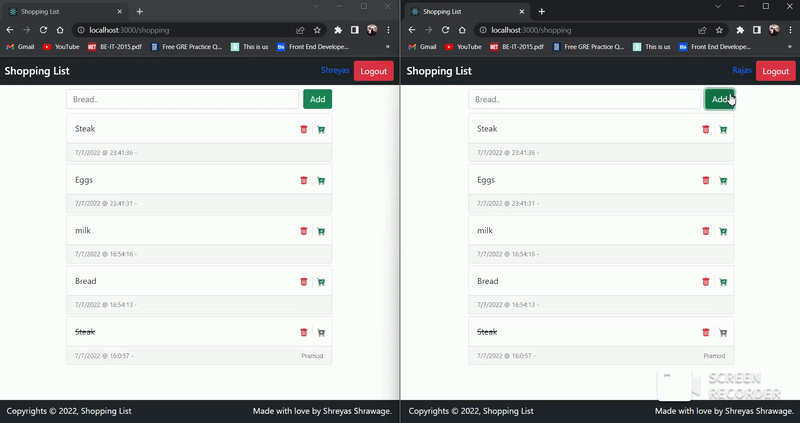 Shopping List
localhost:3000/shopping
Gmail YouTube BE-IT-2015.pdf Free GRE Practice Q... This is us Front End Develope...
Shopping List Shreyas Logout
Bread.. Add
Steak
7/7/2022 @ 23:41:36 -
Eggs
7/7/2022 @ 23:41:31 -
milk
7/7/2022 @ 16:54:16 -
Bread
7/7/2022 @ 16:54:13 -
Steak
7/7/2022 @ 16:0:57 - Pramod
Copyrights © 2022, Shopping List Made with love by Shreyas Shrawage.
Shopping List
localhost:3000/shopping
Gmail YouTube BE-IT-2015.pdf Free GRE Practice Q... This is us Front End Develope...
Shopping List Rajas Logout
Bread.. Add
Steak
7/7/2022 @ 23:41:36 -
Eggs
7/7/2022 @ 23:41:31 -
milk
7/7/2022 @ 16:54:16 -
Bread
7/7/2022 @ 16:54:13 -
Steak
7/7/2022 @ 16:0:57 - Pramod
SCREEN
RECORDER
Copyrights © 2022, Shopping List Made with love by Shreyas Shrawage.